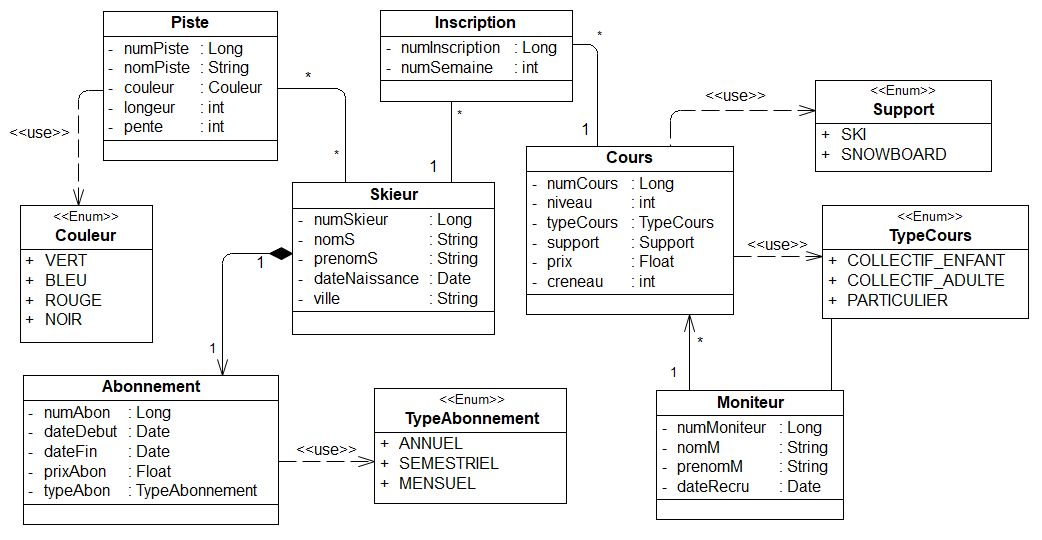 Piste
- numPiste : Long
- nomPiste : String
- couleur : Couleur
- longeur : int
- pente : int
Inscription
- numInscription : Long
- numSemaine : int
*
*
*
1
<<use>>
*
1
<<use>>
<<Enum>>
Support
+ SKI
+ SNOWBOARD
Cours
- numCours : Long
- niveau : int
- typeCours : TypeCours
- support : Support
- prix : Float
- creneau : int
Skieur
- numSkieur : Long
- nomS : String
- prenomS : String
- dateNaissance : Date
- ville : String
<<Enum>>
Couleur
+ VERT
+ BLEU
+ ROUGE
+ NOIR
<<use>>
<<Enum>>
TypeCours
+ COLLECTIF_ENFANT
+ COLLECTIF_ADULTE
+ PARTICULIER
1
1
*
1
Abonnement
- numAbon : Long
- dateDebut : Date
- dateFin : Date
- prixAbon : Float
- typeAbon : TypeAbonnement
<<use>>
<<Enum>>
TypeAbonnement
+ ANNUEL
+ SEMESTRIEL
+ MENSUEL
Moniteur
- numMoniteur : Long
- nomM : String
- prenomM : String
- dateRecru : Date